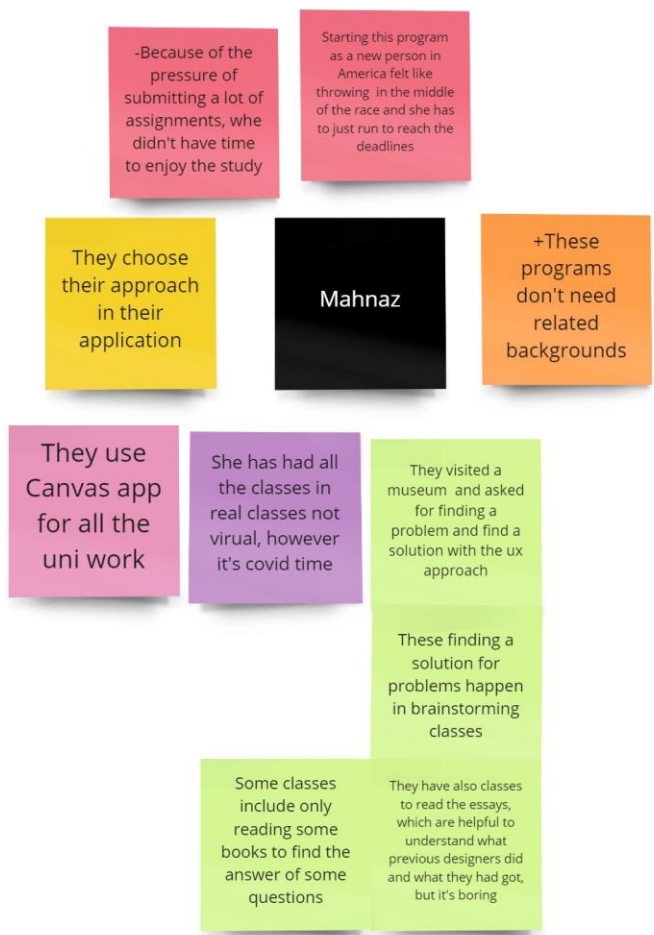 -Because of the
pressure of
submitting a lot of
assignments, whe
didn't have time
to enjoy the study
Starting this program
as a new person in
America felt like
throwing in the middle
of the race and she has
to just run to reach the
deadlines
They choose
their approach
in their
application
Mahnaz
+These
programs
don't need
related
backgrounds
They use
Canvas app
for all the
uni work
She has had all
the classes in
real classes not
virual, however
it's covid time
They visited a
museum and asked
for finding a
problem and find a
solution with the ux
approach
These finding a
solution for
problems happen
in brainstorming
classes
Some classes
include only
reading some
books to find the
answer of some
questions
They have also classes
to read the essays,
which are helpful to
understand what
previous designers did
and what they had got,
but it's boring